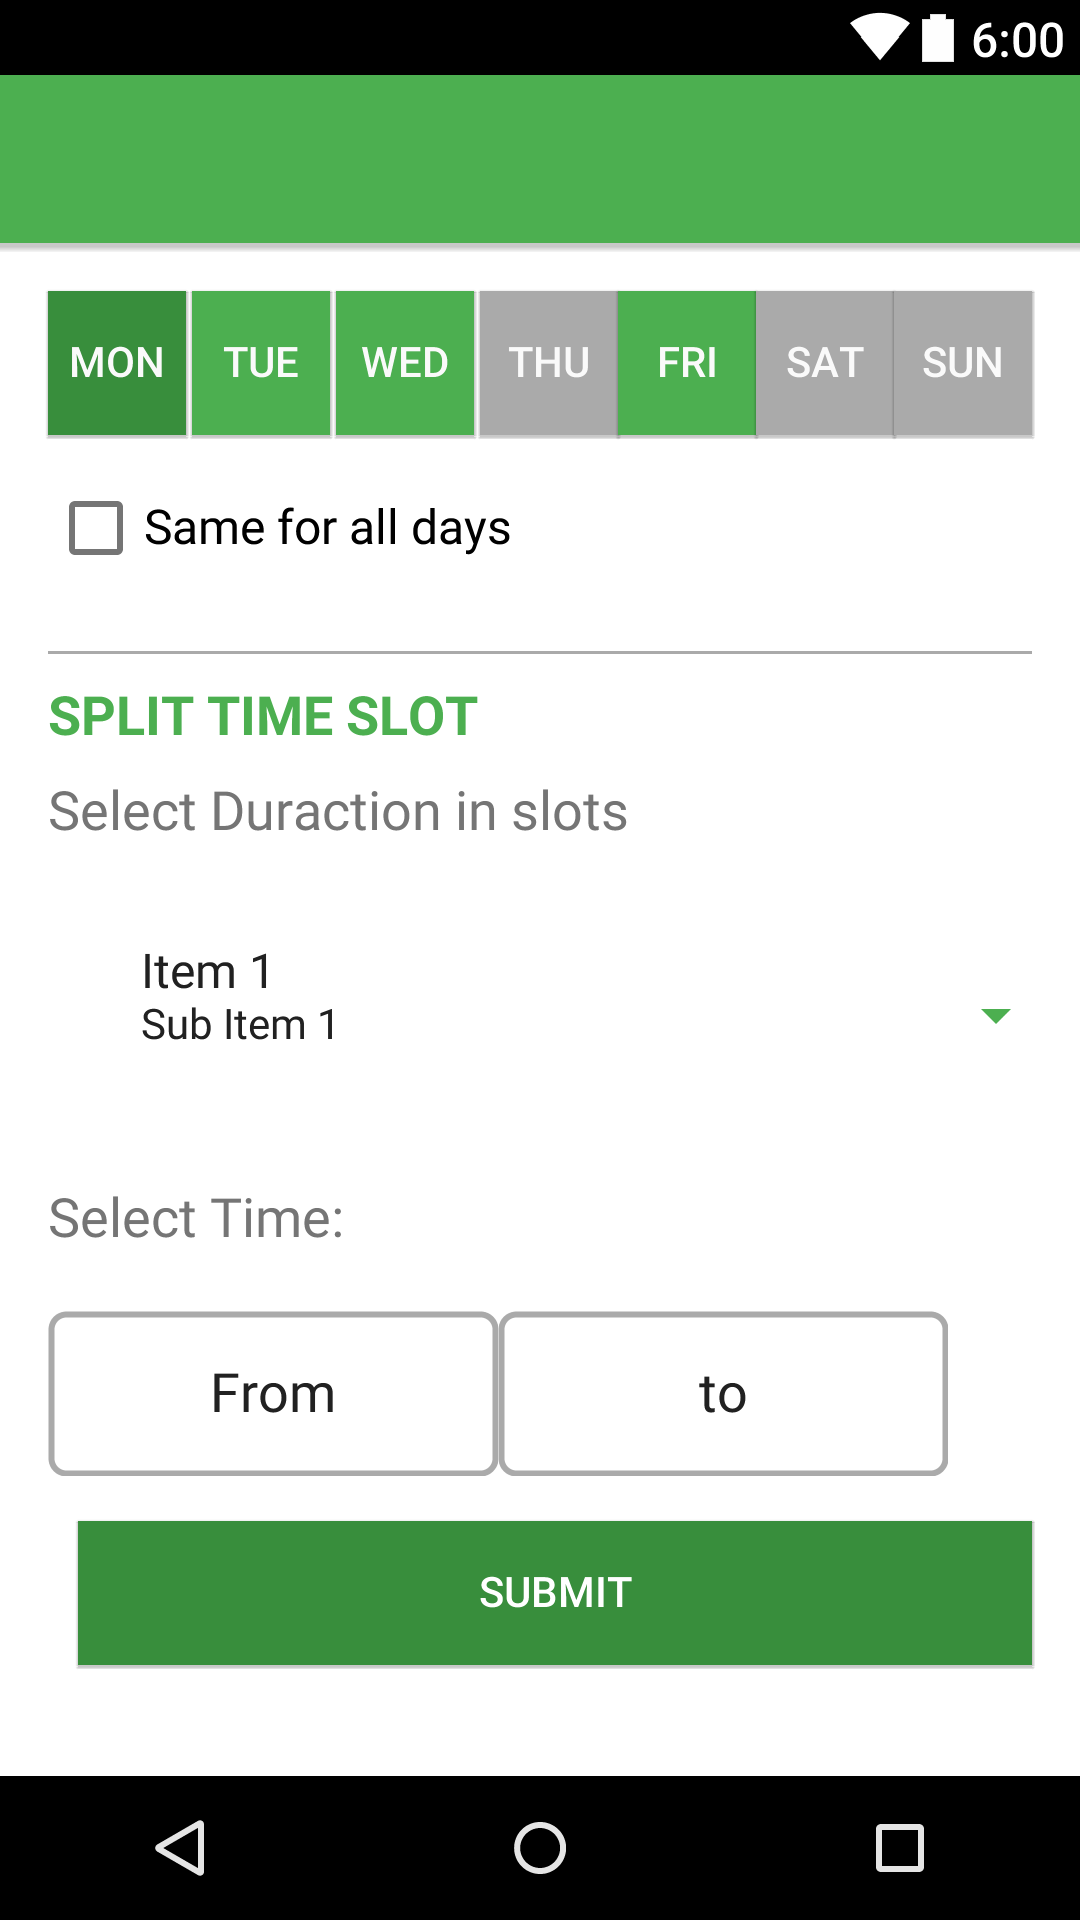 6:00
MON TUE WED THU FRI SAT SUN
Same for all days
SPLIT TIME SLOT
Select Duraction in slots
Item 1
Sub Item 1
Select Time:
From to
SUBMIT